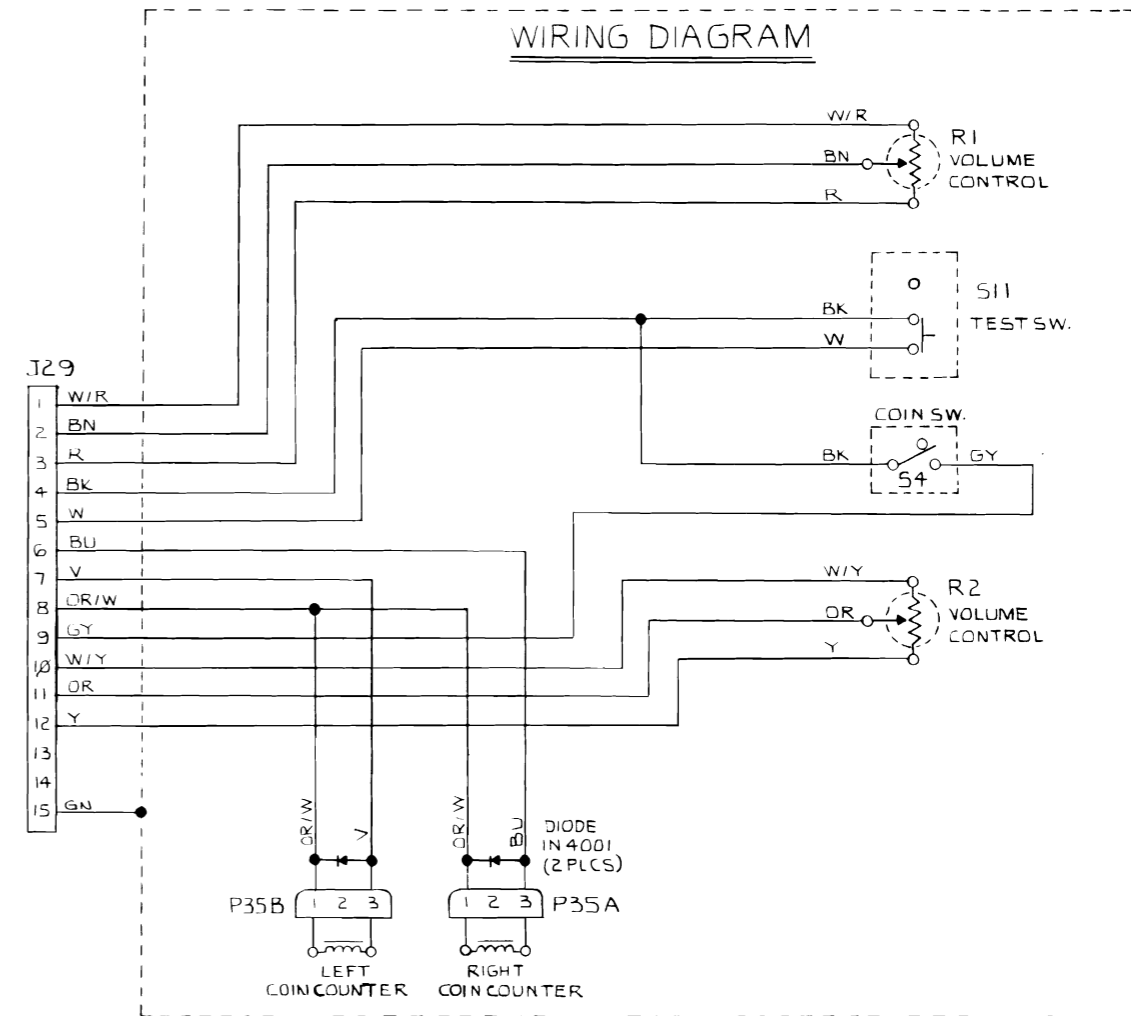 WIRING DIAGRAM
W/R
BN
R
R1
VOLUME
CONTROL
BK
W
S11
TEST SW.
COIN SW.
BK
S4
GY
W/Y
OR
Y
R2
VOLUME
CONTROL
J29
1 W/R
2 BN
3 R
4 BK
5 W
6 BU
7 V
8 OR/W
9 GY
10 W/Y
11 OR
12 Y
13
14
15 GN
OR/W
V
OR/W
BU
DIODE
IN4001
(2 PLCS)
P35B 1 2 3
1 2 3 P35A
LEFT
COIN COUNTER
RIGHT
COIN COUNTER